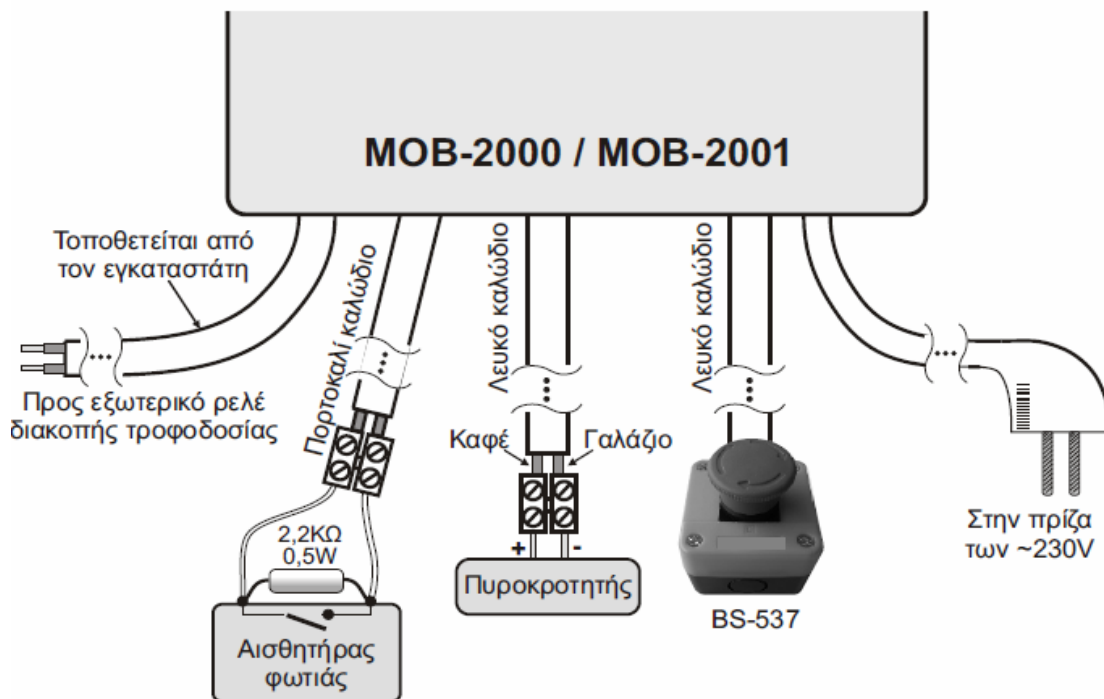 MOB-2000 / MOB-2001
Τοποθετείται από
τον εγκαταστάτη
Προς εξωτερικό ρελέ
διακοπής τροφοδοσίας
Πορτοκαλί καλώδιο
Λευκό καλώδιο
Λευκό καλώδιο
Καφέ
Γαλάζιο
+
-
2,2ΚΩ
0,5W
Αισθητήρας
φωτιάς
Πυροκροτητής
BS-537
Στην πρίζα
των ~230V